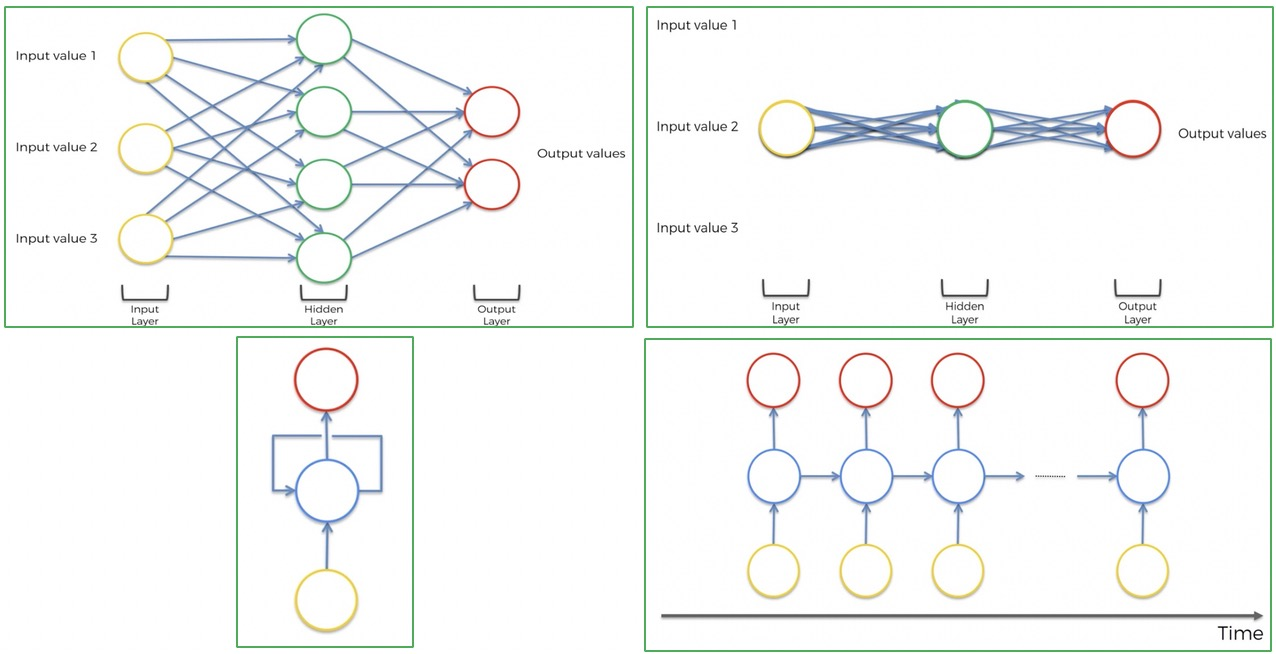 Input value 1
Input value 2
Input value 3
Output values
Input
Layer
Hidden
Layer
Output
Layer
Input value 1
Input value 2
Input value 3
Output values
Input
Layer
Hidden
Layer
Output
Layer
Time